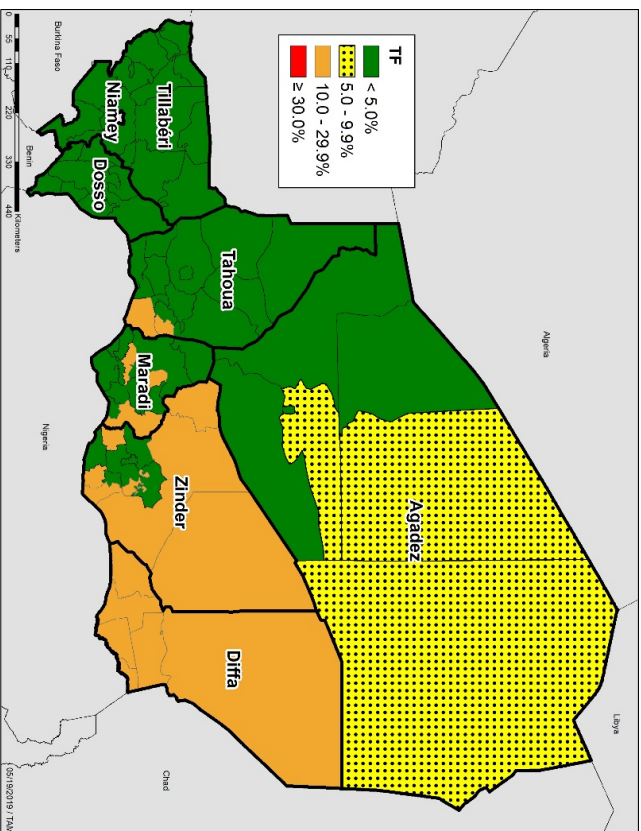 TF
< 5.0%
5.0 - 9.9%
10.0 - 29.9%
≥ 30.0%
Algeria
Libya
Agadez
Tahoua
Tillabéri
Niamey
Dosso
Maradi
Zinder
Diffa
Burkina Faso
Benin
Nigeria
Chad
0 55 110 220 330 440
Kilometers
05/19/2019 / TAM